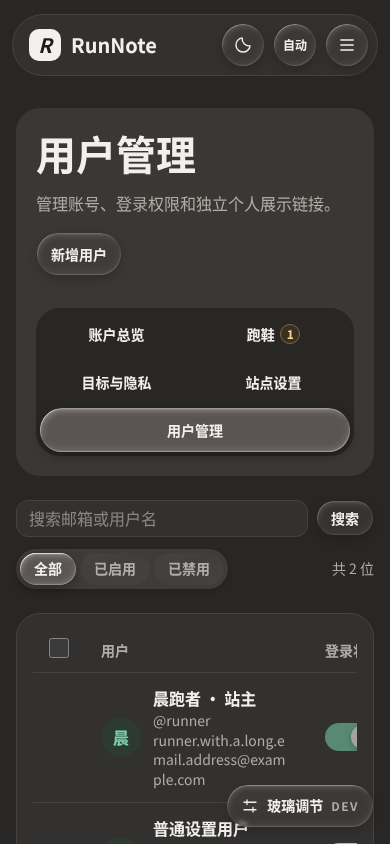 R RunNote 自动
用户管理
管理账号、登录权限和独立个人展示链接。
新增用户
账户总览 跑鞋 1
目标与隐私 站点设置
用户管理
搜索邮箱或用户名 搜索
全部 已启用 已禁用 共 2 位
用户 登录
晨 晨跑者 · 站主
@runner
runner.with.a.long.e
mail.address@exam
ple.com
玻璃调节 DEV
普通设置用户